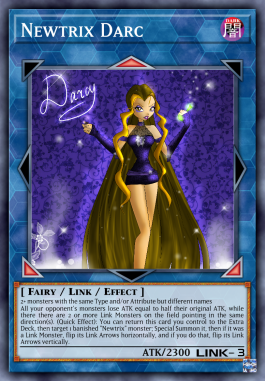 Newtrix Darc
DARK
闇
Darcy
[ Fairy / Link / Effect ]
2+ monsters with the same Type and/or Attribute but different names
All your opponent's monsters lose ATK equal to half their original ATK, while
there are 2 or more Link Monsters on the field pointing in the same
direction(s). (Quick Effect): You can return this card you control to the Extra
Deck, then target 1 banished "Newtrix" monster; Special Summon it, then if it was
a Link Monster, flip its Link Arrows horizontally, and if you do, flip its Link
Arrows vertically.
ATK/2300 LINK-3